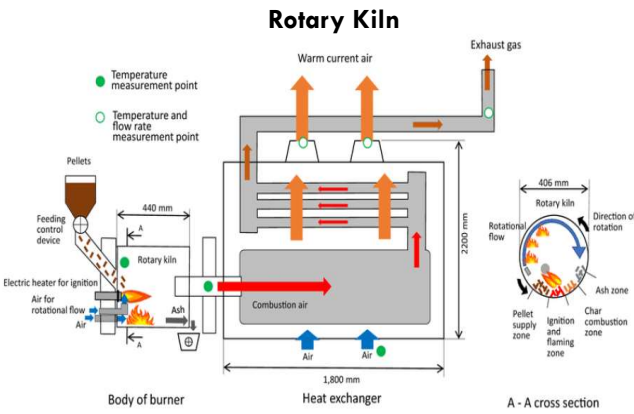 Rotary Kiln
Exhaust gas
Warm current air
Temperature
measurement point
Temperature and
flow rate
measurement point
Pellets
440 mm
A
Feeding
control
device
Rotary kiln
Electric heater for ignition
Air for
rotational flow
Air
Ash
A
Combustion air
2200 mm
Air
Air
1,800 mm
406 mm
Rotary kiln
Direction o
rotation
Rotational
flow
Ash zone
Pellet
supply
zone
Ignition
and
flaming
zone
Char
combustion
zone
Body of burner
Heat exchanger
A - A cross section